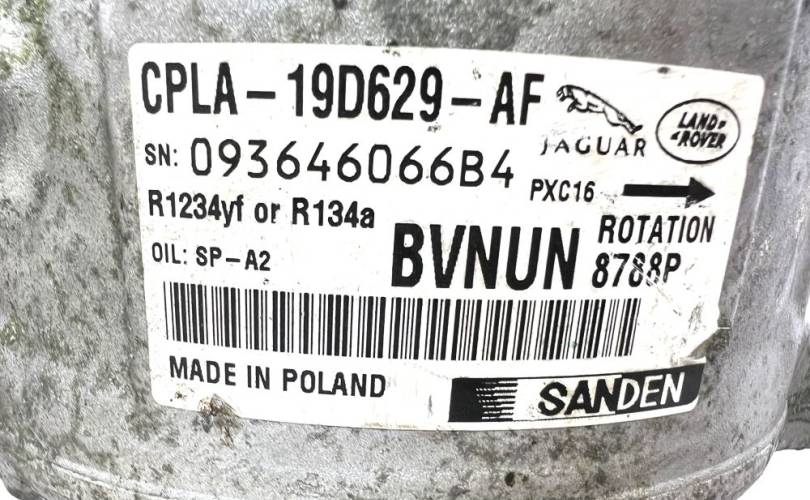 CPLA-19D629-AF
JAGUAR
LAND-
ROVER
SN: 093646066B4
PXC16
R1234yf or R134a
ROTATION
OIL: SP-A2
BVNUN
8788P
MADE IN POLAND
SANDEN